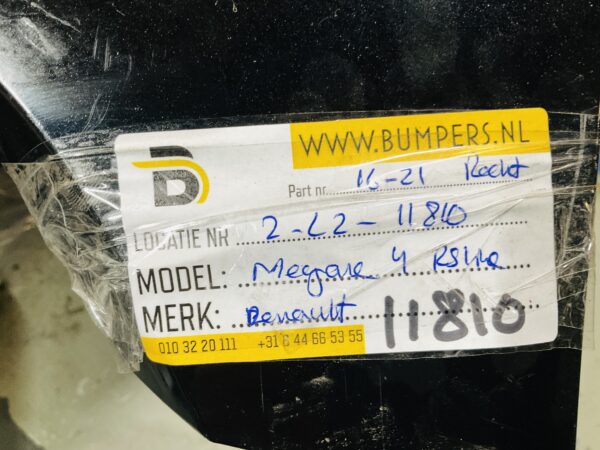 WWW.BUMPERS.NL
B
Part nr. 16-21 Recht
LOCATIE NR 2-L2-11810
MODEL: Megane 4 RSline
MERK: Renault 11810
010 32 20 111 +31 6 44 66 53 55